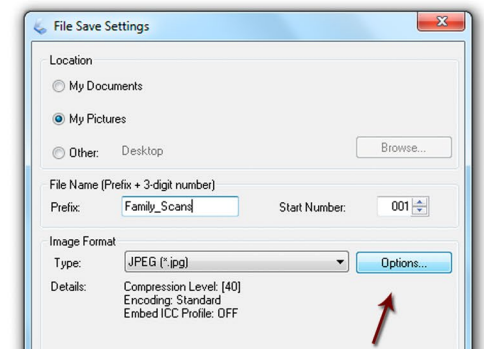 File Save Settings
X
Location
My Documents
My Pictures
Other: Desktop Browse...
File Name (Prefix + 3-digit number)
Prefix: Family_Scans Start Number: 001
Image Format
Type: JPEG (*.jpg) Options...
Details: Compression Level: [40]
Encoding: Standard
Embed ICC Profile: OFF